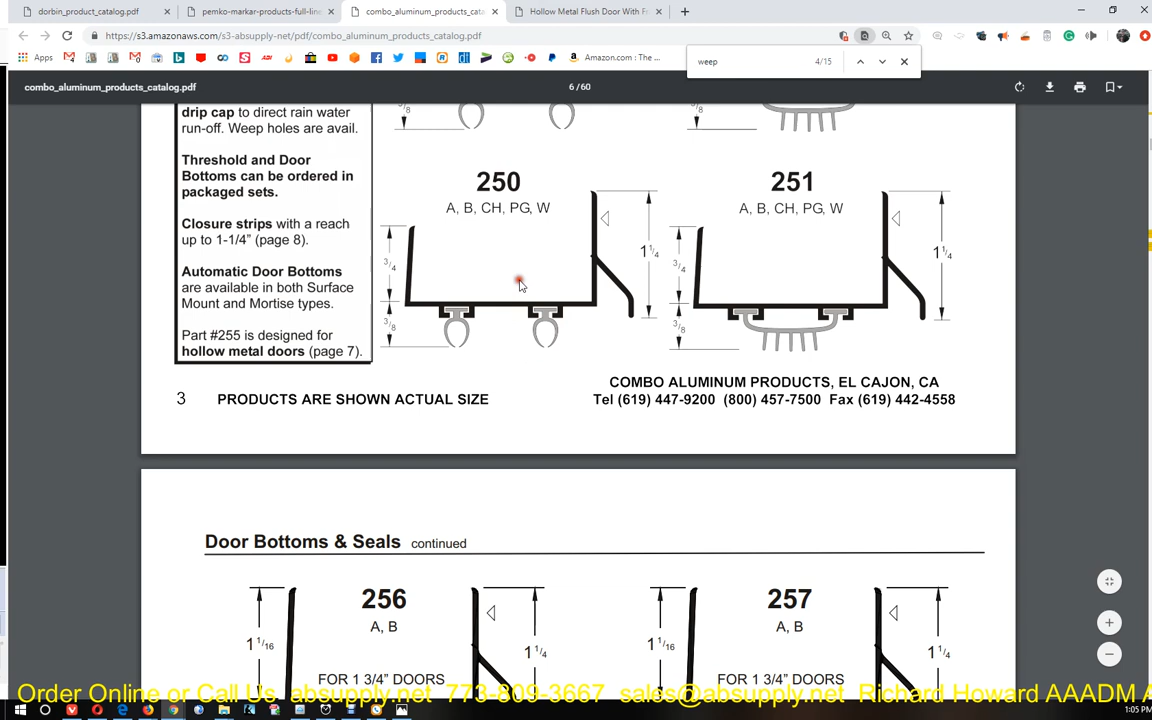 dorbin_product_catalog.pdf
pemko-markar-products-full-line
combo_aluminum_products_cata
Hollow Metal Flush Door With F
https://s3.amazonaws.com/s3-absupply-net/pdf/combo_aluminum_products_catalog.pdf
Apps
Amazon.com : The ...
weep
4/15
combo_aluminum_products_catalog.pdf
6 / 60
drip cap to direct rain water
run-off. Weep holes are avail.
Threshold and Door
Bottoms can be ordered in
packaged sets.
Closure strips with a reach
up to 1-1/4” (page 8).
Automatic Door Bottoms
are available in both Surface
Mount and Mortise types.
Part #255 is designed for
hollow metal doors (page 7).
3/8
3/8
250
A, B, CH, PG, W
3/4
3/8
1 1/4
251
A, B, CH, PG, W
3/4
3/8
1 1/4
3 PRODUCTS ARE SHOWN ACTUAL SIZE
COMBO ALUMINUM PRODUCTS, EL CAJON, CA
Tel (619) 447-9200 (800) 457-7500 Fax (619) 442-4558
Door Bottoms & Seals continued
256
A, B
1 1/16
1 1/4
FOR 1 3/4” DOORS
257
A, B
1 1/16
1 1/4
FOR 1 3/4” DOORS
Order Online or Call Us absupply.net 773-809-3667 sales@absupply.net Richard Howard AAADM
1:05 PM